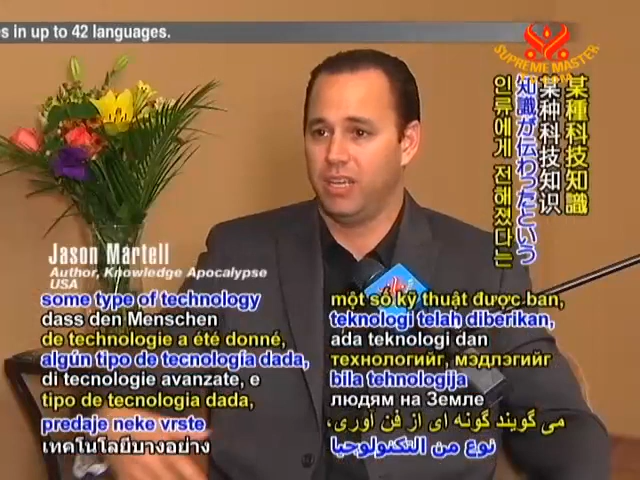 s in up to 42 languages.
SUPREME MASTER
某種科技知識
某种科技知识
知識が伝わったという
인류에게 전해졌다는
Jason Martell
Author, Knowledge Apocalypse
USA
some type of technology
dass den Menschen
de technologie a été donné,
algún tipo de tecnología dada,
di tecnologie avanzate, e
tipo de tecnologia dada,
predaje neke vrste
เทคโนโลยีบางอย่าง
một số kỹ thuật được ban,
teknologi telah diberikan,
ada teknologi dan
технологийг, мэдлэгийг
bila tehnologija
людям на Земле
می گویند گونه ای از فن آوری،
نوع من التكنولوجيا